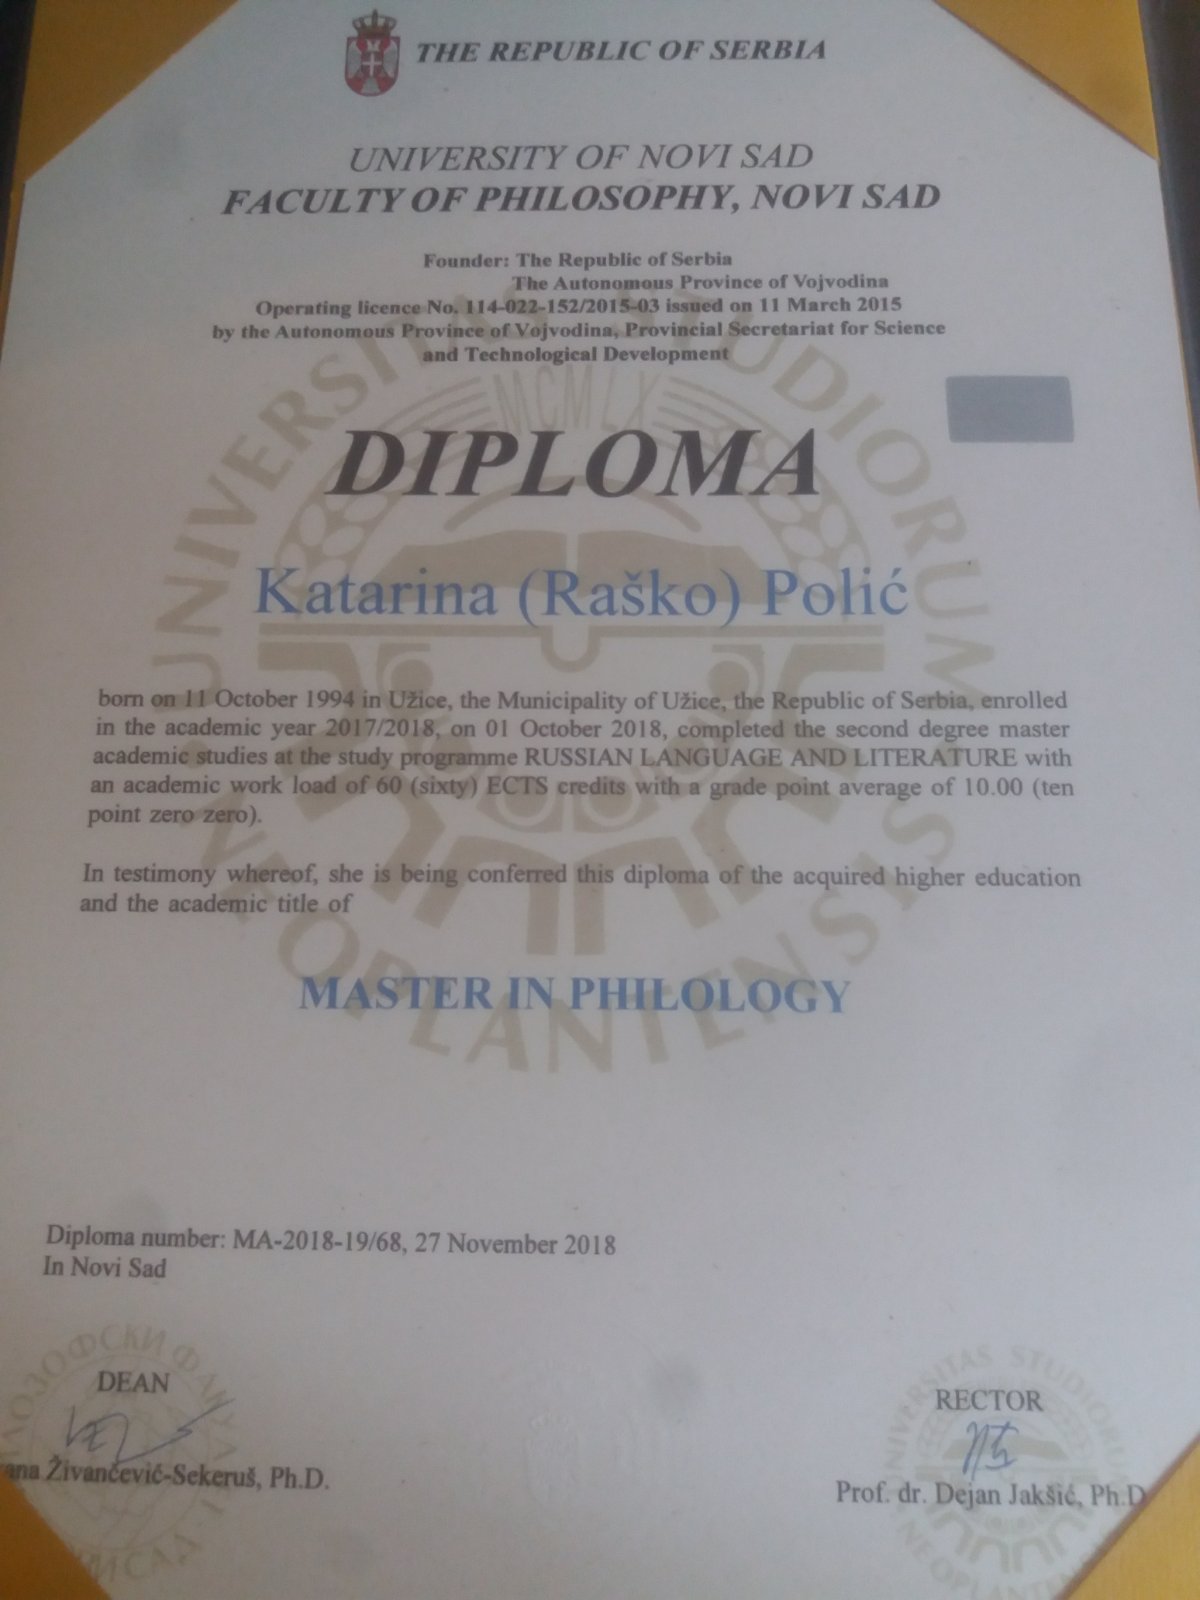 THE REPUBLIC OF SERBIA
UNIVERSITY OF NOVI SAD
FACULTY OF PHILOSOPHY, NOVI SAD
Founder: The Republic of Serbia
The Autonomous Province of Vojvodina
Operating licence No. 114-022-152/2015-03 issued on 11 March 2015
by the Autonomous Province of Vojvodina, Provincial Secretariat for Science
and Technological Development
UNIVERSITAS STUDIORUM
MCMLX
DIPLOMA
Katarina (Raško) Polić
born on 11 October 1994 in Užice, the Municipality of Užice, the Republic of Serbia, enrolled
in the academic year 2017/2018, on 01 October 2018, completed the second degree master
academic studies at the study programme RUSSIAN LANGUAGE AND LITERATURE with
an academic work load of 60 (sixty) ECTS credits with a grade point average of 10.00 (ten
point zero zero).
In testimony whereof, she is being conferred this diploma of the acquired higher education
and the academic title of
NEOPLANTENSIS
MASTER IN PHILOLOGY
Diploma number: MA-2018-19/68, 27 November 2018
In Novi Sad
DEAN
Živančević-Sekeruš, Ph.D.
STUDIORUM
RECTOR
Prof. dr. Dejan Jakšić, Ph.D